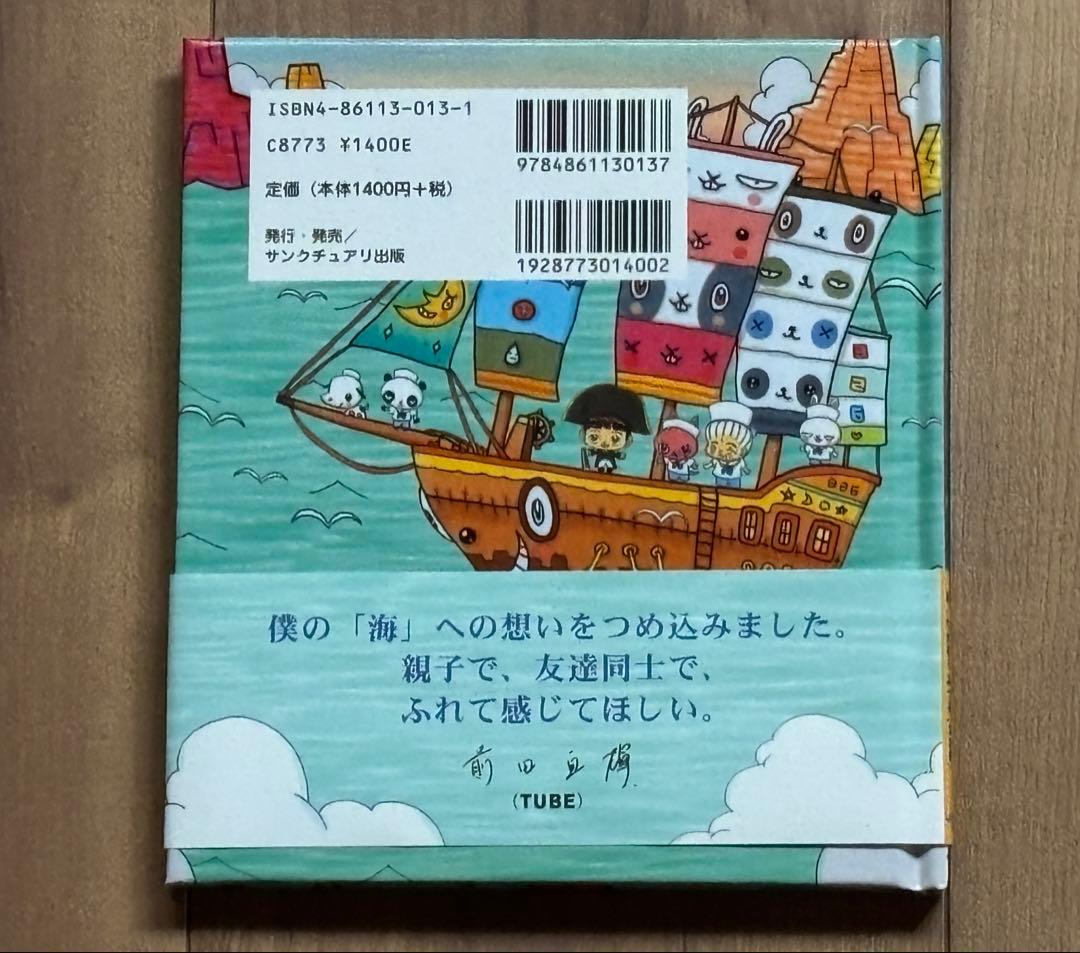 ISBN4-86113-013-1
C8773 ¥1400E
定価（本体1400円＋税）
発行・発売／
サンクチュアリ出版
9784861130137
1928773014002
僕の「海」への想いをつめ込みました。
親子で、友達同士で、
ふれて感じてほしい。
前田亘輝
（TUBE）